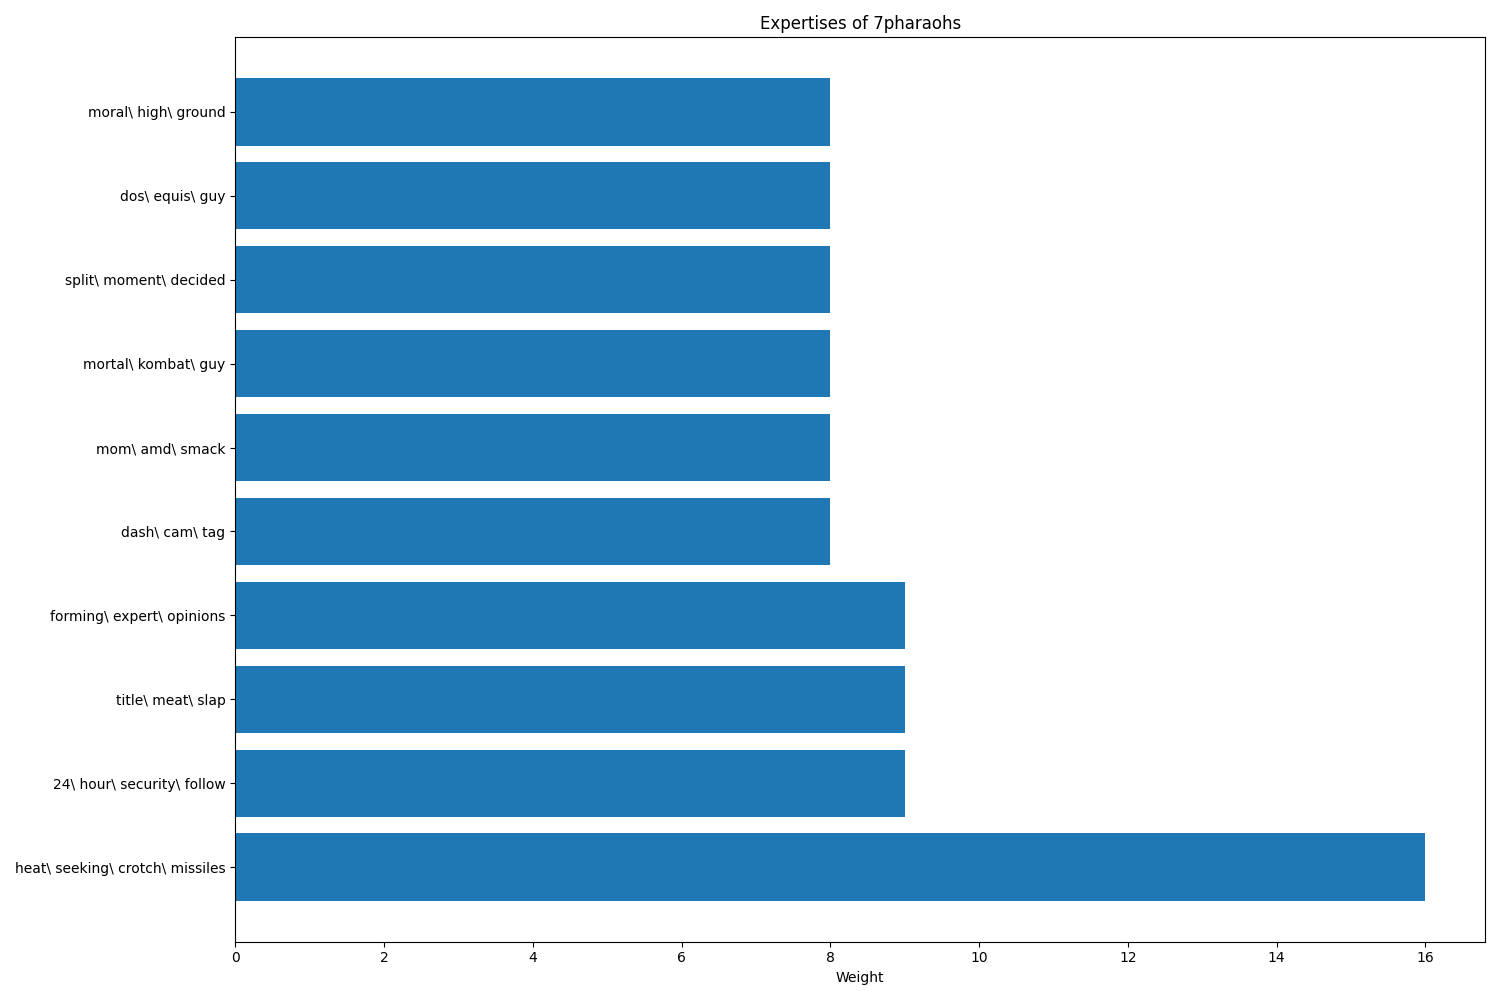 Expertises of 7pharaohs
moral\ high\ ground
dos\ equis\ guy
split\ moment\ decided
mortal\ kombat\ guy
mom\ amd\ smack
dash\ cam\ tag
forming\ expert\ opinions
title\ meat\ slap
24\ hour\ security\ follow
heat\ seeking\ crotch\ missiles
0 2 4 6 8 10 12 14 16
Weight